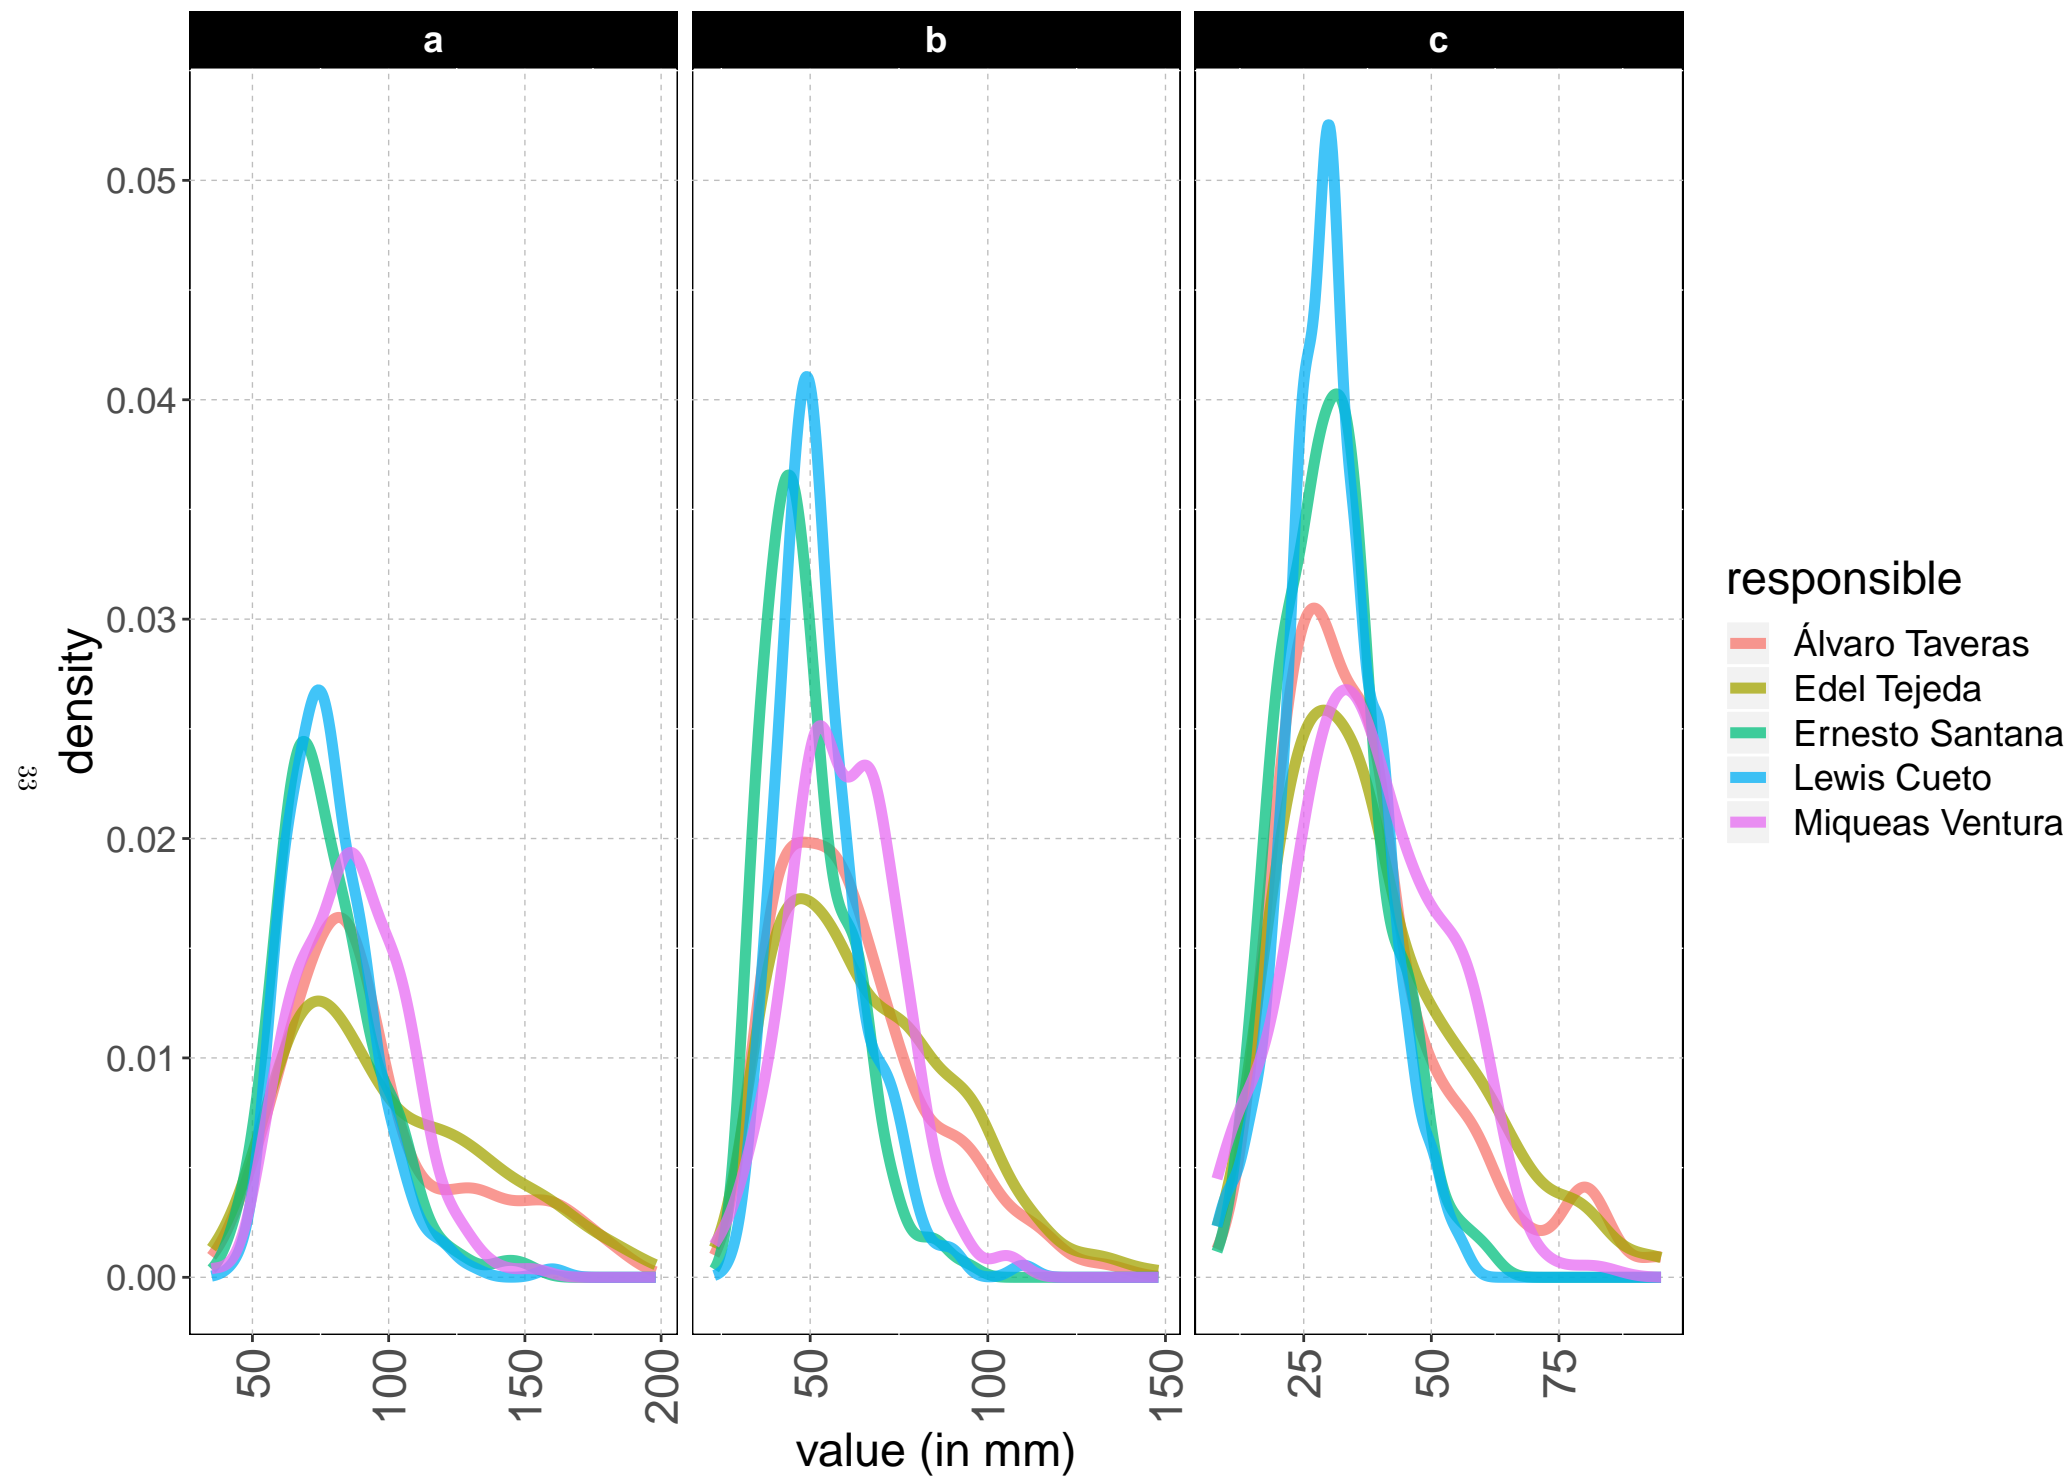 a
b
c
0.05
0.04
0.03
0.02
0.01
0.00
density
33
50
100
150
200
50
100
150
25
50
75
value (in mm)
responsible
Álvaro Taveras
Edel Tejeda
Ernesto Santana
Lewis Cueto
Miqueas Ventura